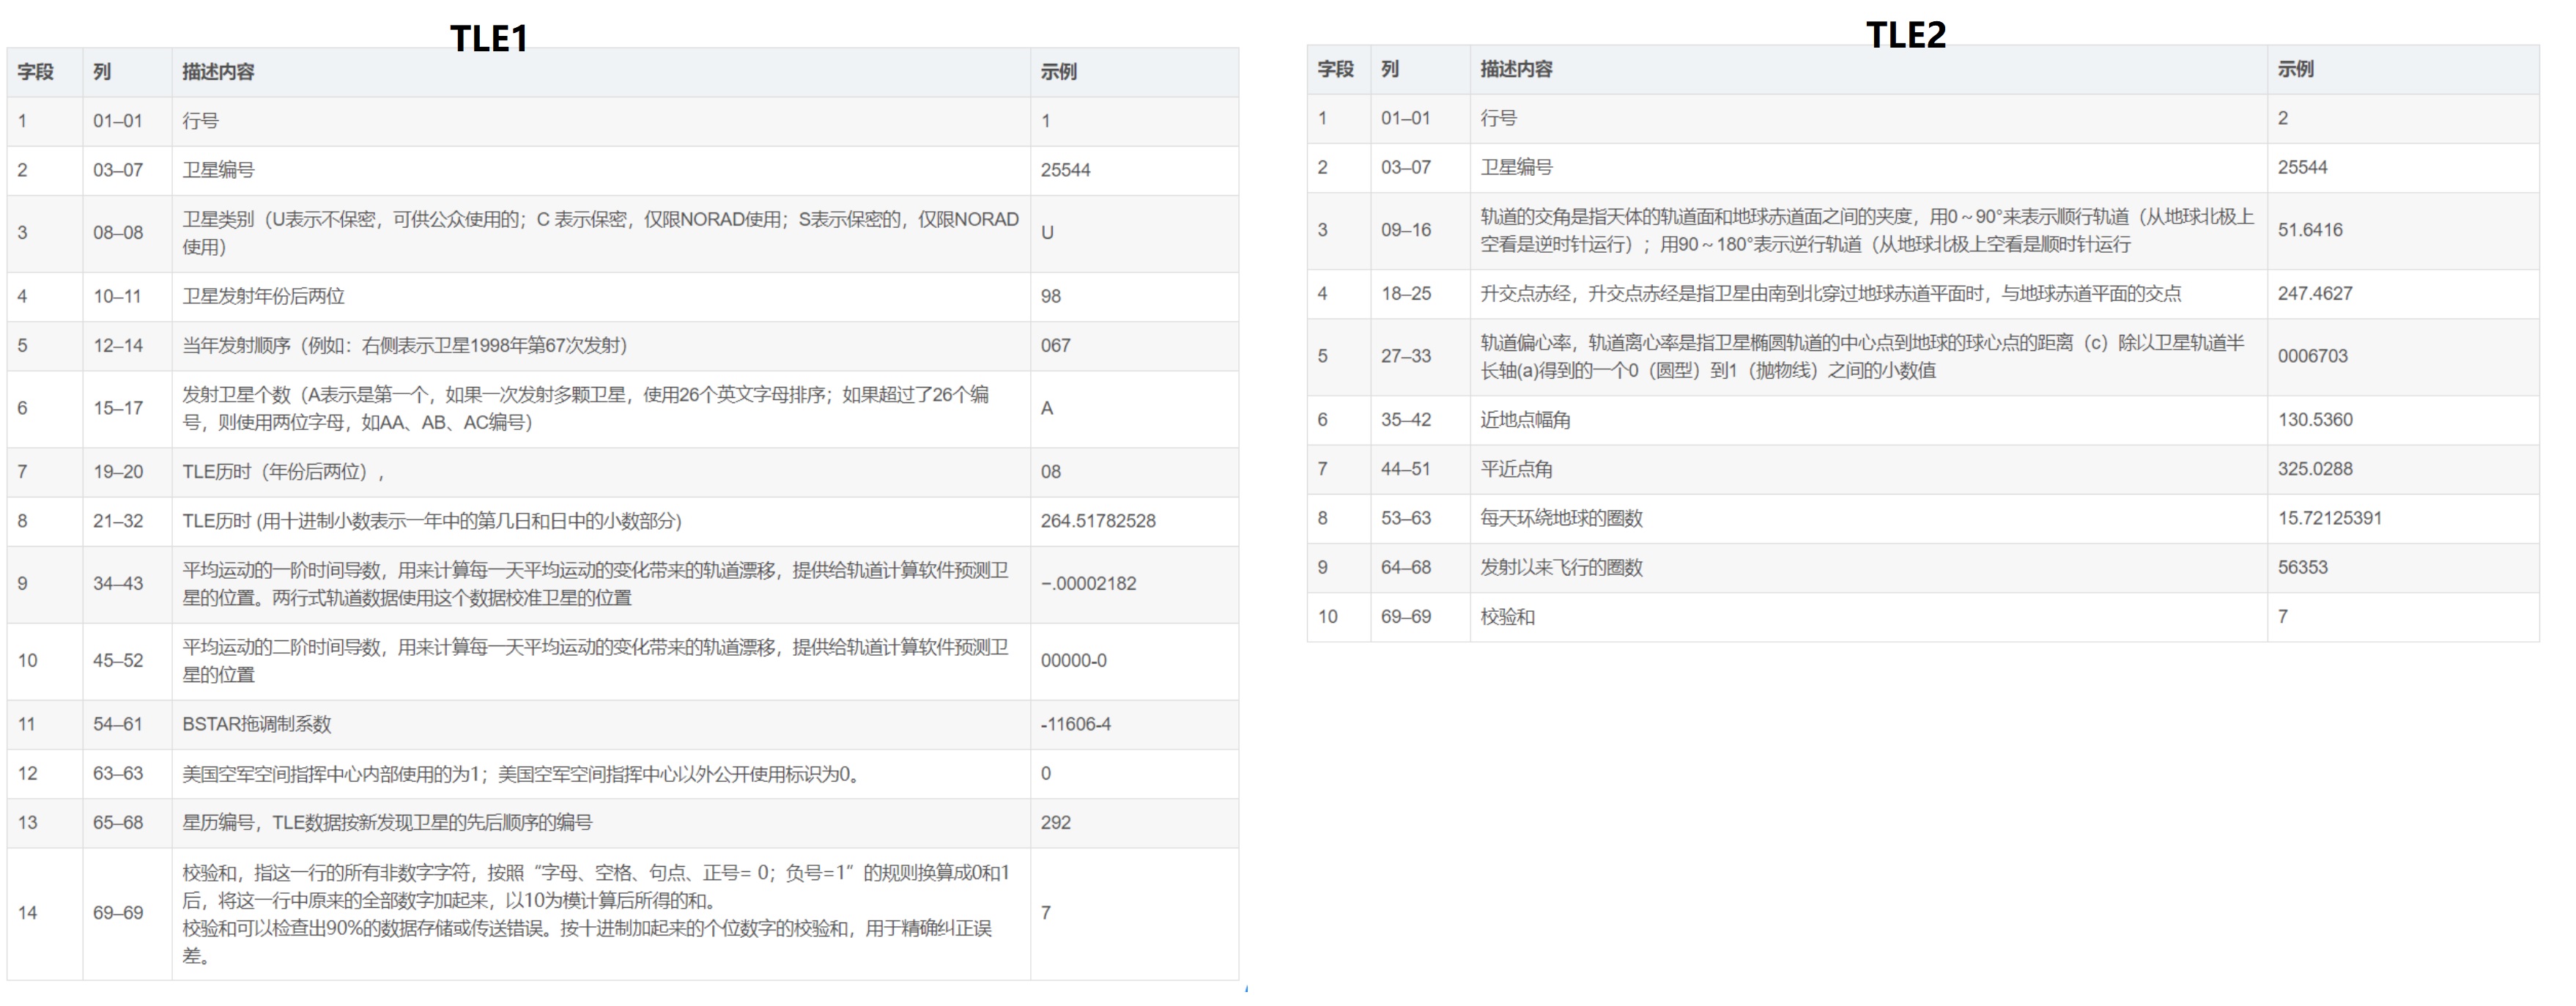 TLE1
字段 列 描述内容 示例
1 01–01 行号 1
2 03–07 卫星编号 25544
3 08–08 卫星类别（U表示不保密，可供公众使用的；C 表示保密，仅限NORAD使用；S表示保密的，仅限NORAD
使用） U
4 10–11 卫星发射年份后两位 98
5 12–14 当年发射顺序（例如：右侧表示卫星1998年第67次发射） 067
6 15–17 发射卫星个数（A表示是第一个，如果一次发射多颗卫星，使用26个英文字母排序；如果超过了26个编
号，则使用两位字母，如AA、AB、AC编号） A
7 19–20 TLE历时（年份后两位）， 08
8 21–32 TLE历时 (用十进制小数表示一年中的第几日和日中的小数部分) 264.51782528
9 34–43 平均运动的一阶时间导数，用来计算每一天平均运动的变化带来的轨道漂移，提供给轨道计算软件预测卫
星的位置。两行式轨道数据使用这个数据校准卫星的位置 −.00002182
10 45–52 平均运动的二阶时间导数，用来计算每一天平均运动的变化带来的轨道漂移，提供给轨道计算软件预测卫
星的位置 00000-0
11 54–61 BSTAR拖调制系数 -11606-4
12 63–63 美国空军空间指挥中心内部使用的为1；美国空军空间指挥中心以外公开使用标识为0。 0
13 65–68 星历编号，TLE数据按新发现卫星的先后顺序的编号 292
14 69–69 校验和，指这一行的所有非数字字符，按照“字母、空格、句点、正号= 0；负号=1”的规则换算成0和1
后，将这一行中原来的全部数字加起来，以10为模计算后所得的和。
校验和可以检查出90%的数据存储或传送错误。按十进制加起来的个位数字的校验和，用于精确纠正误
差。 7
TLE2
字段 列 描述内容 示例
1 01–01 行号 2
2 03–07 卫星编号 25544
3 09–16 轨道的交角是指天体的轨道面和地球赤道面之间的夹度，用0～90°来表示顺行轨道（从地球北极上
空看是逆时针运行）；用90～180°表示逆行轨道（从地球北极上空看是顺时针运行 51.6416
4 18–25 升交点赤经，升交点赤经是指卫星由南到北穿过地球赤道平面时，与地球赤道平面的交点 247.4627
5 27–33 轨道偏心率，轨道离心率是指卫星椭圆轨道的中心点到地球的球心点的距离（c）除以卫星轨道半
长轴(a)得到的一个0（圆型）到1（抛物线）之间的小数值 0006703
6 35–42 近地点幅角 130.5360
7 44–51 平近点角 325.0288
8 53–63 每天环绕地球的圈数 15.72125391
9 64–68 发射以来飞行的圈数 56353
10 69–69 校验和 7